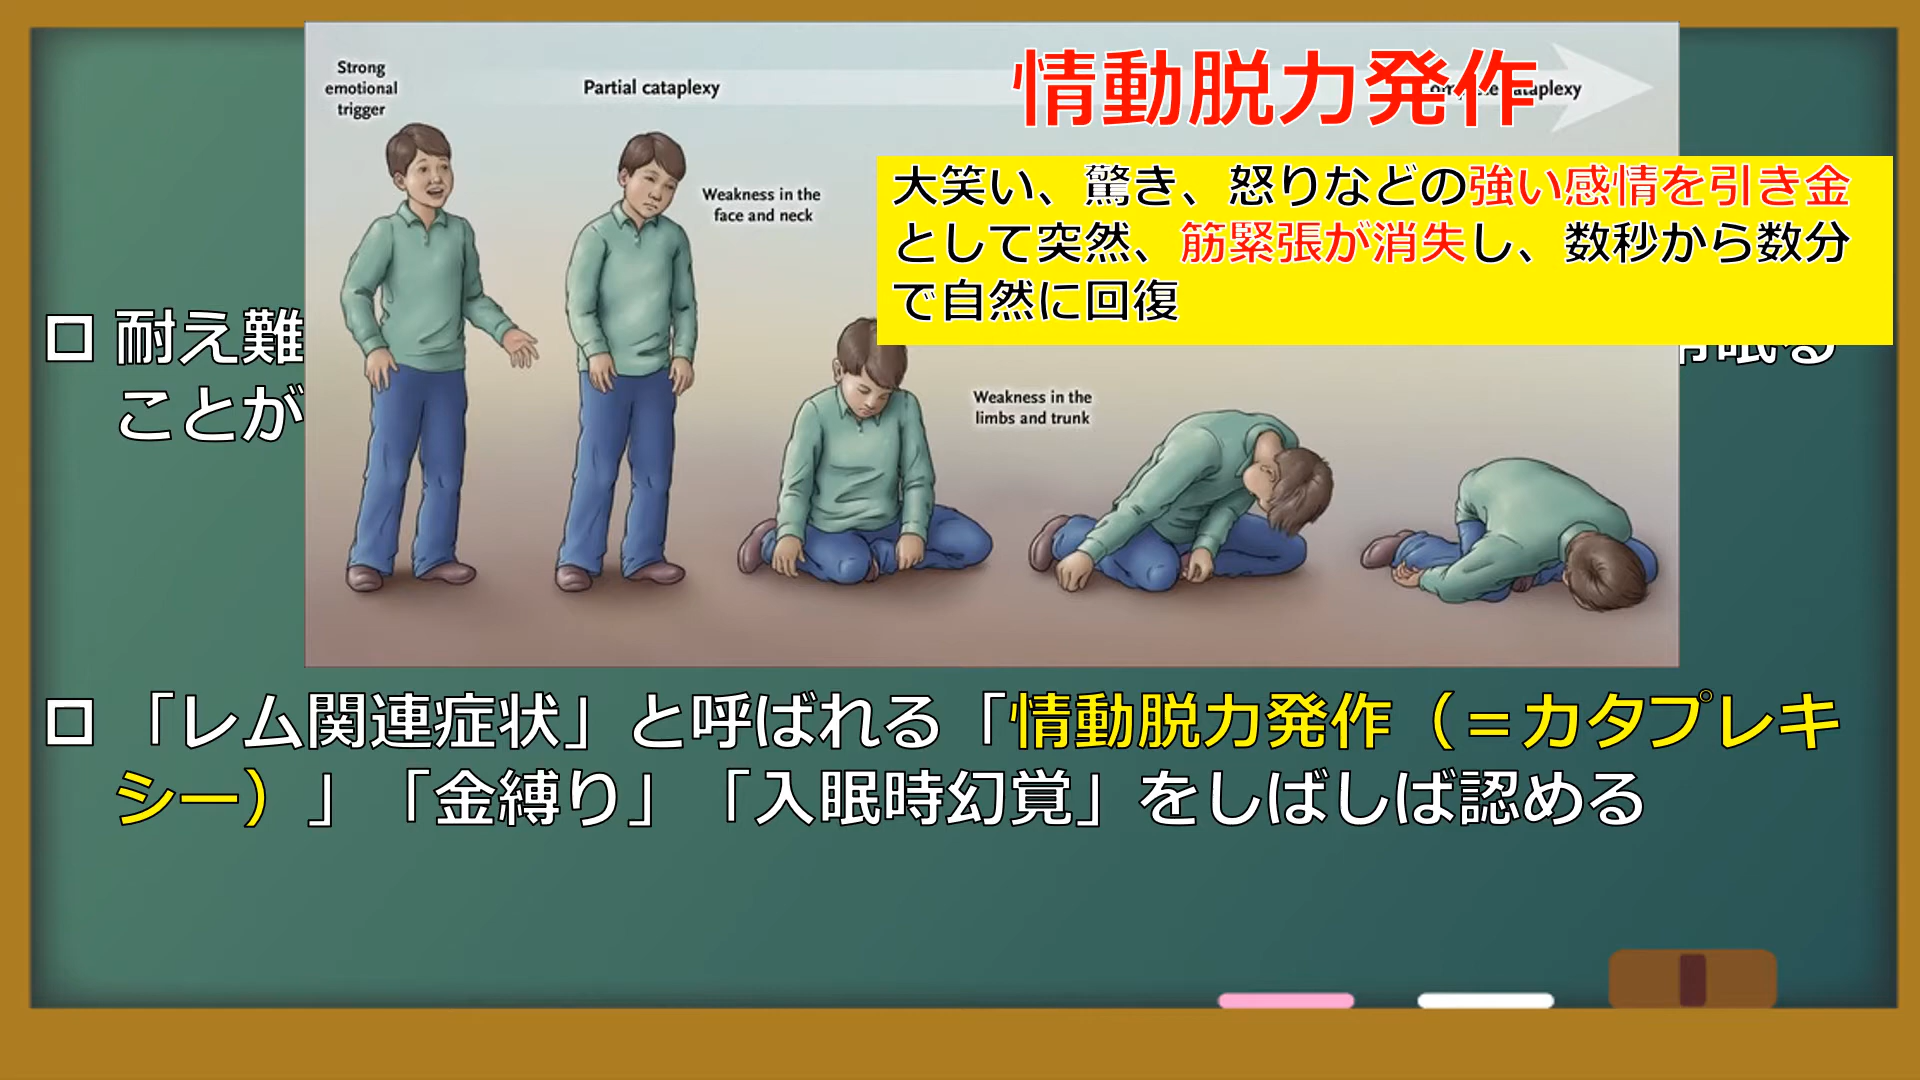 Strong
emotional
trigger
Partial cataplexy
情動脱力発作
cataplexy
Weakness in the
face and neck
大笑い、驚き、怒りなどの強い感情を引き金
として突然、筋緊張が消失し、数秒から数分
で自然に回復
ロ 耐え難
眠る
ことが
Weakness in the
limbs and trunk
ロ 「レム関連症状」と呼ばれる「情動脱力発作（＝カタプレキ
シー）」「金縛り」「入眠時幻覚」をしばしば認める